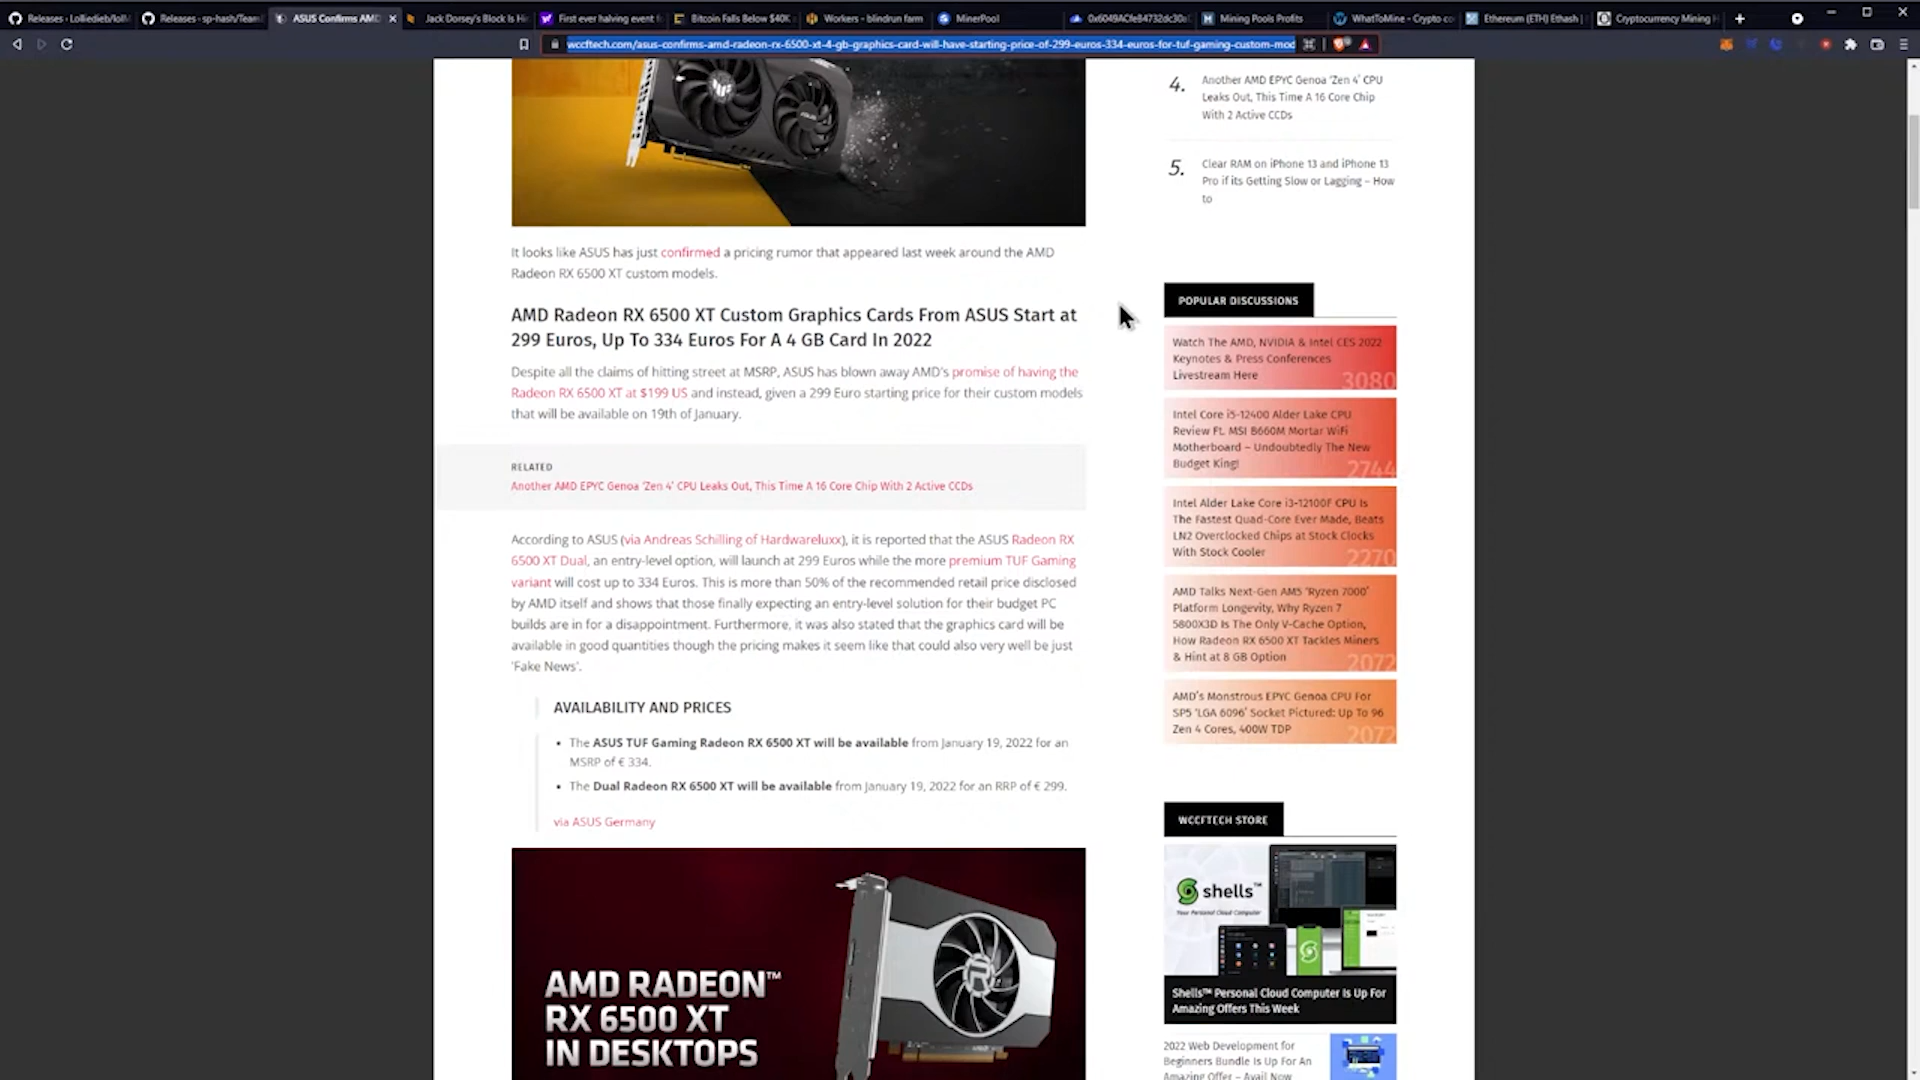 Releases · Lolliedieb/lolM
Releases · sp-hash/Team
ASUS Confirms AMD
Jack Dorsey's Block Is Hi
First ever halving event f
Bitcoin Falls Below $40K
Workers - blindrun farm
MinerPool
Mining Pools Profits
WhatToMine - Crypto co
Ethereum (ETH) Ethash |
Cryptocurrency Mining H
wccftech.com/asus-confirms-amd-radeon-rx-6500-xt-4-gb-graphics-card-will-have-starting-price-of-299-euros-334-euros-for-tuf-gaming-custom-mod
It looks like ASUS has just confirmed a pricing rumor that appeared last week around the AMD
Radeon RX 6500 XT custom models.
AMD Radeon RX 6500 XT Custom Graphics Cards From ASUS Start at
299 Euros, Up To 334 Euros For A 4 GB Card In 2022
Despite all the claims of hitting street at MSRP, ASUS has blown away AMD's promise of having the
Radeon RX 6500 XT at $199 US and instead, given a 299 Euro starting price for their custom models
that will be available on 19th of January.
RELATED
Another AMD EPYC Genoa 'Zen 4' CPU Leaks Out, This Time A 16 Core Chip With 2 Active CCDs
According to ASUS (via Andreas Schilling of Hardwareluxx), it is reported that the ASUS Radeon RX
6500 XT Dual, an entry-level option, will launch at 299 Euros while the more premium TUF Gaming
variant will cost up to 334 Euros. This is more than 50% of the recommended retail price disclosed
by AMD itself and shows that those finally expecting an entry-level solution for their budget PC
builds are in for a disappointment. Furthermore, it was also stated that the graphics card will be
available in good quantities though the pricing makes it seem like that could also very well be just
'Fake News'.
AVAILABILITY AND PRICES
• The ASUS TUF Gaming Radeon RX 6500 XT will be available from January 19, 2022 for an
MSRP of € 334.
• The Dual Radeon RX 6500 XT will be available from January 19, 2022 for an RRP of € 299.
via ASUS Germany
AMD RADEON™
RX 6500 XT
IN DESKTOPS
4.
Another AMD EPYC Genoa 'Zen 4' CPU
Leaks Out, This Time A 16 Core Chip
With 2 Active CCDs
5.
Clear RAM on iPhone 13 and iPhone 13
Pro if its Getting Slow or Lagging – How
to
POPULAR DISCUSSIONS
Watch The AMD, NVIDIA & Intel CES 2022
Keynotes & Press Conferences
Livestream Here
3080
Intel Core i5-12400 Alder Lake CPU
Review Ft. MSI B660M Mortar WiFi
Motherboard – Undoubtedly The New
Budget King!
2744
Intel Alder Lake Core i3-12100F CPU Is
The Fastest Quad-Core Ever Made, Beats
LN2 Overclocked Chips at Stock Clocks
With Stock Cooler
2270
AMD Talks Next-Gen AM5 'Ryzen 7000'
Platform Longevity, Why Ryzen 7
5800X3D Is The Only V-Cache Option,
How Radeon RX 6500 XT Tackles Miners
& Hint at 8 GB Option
2072
AMD's Monstrous EPYC Genoa CPU For
SP5 'LGA 6096' Socket Pictured: Up To 96
Zen 4 Cores, 400W TDP
2072
WCCFTECH STORE
shells™
Your Personal Cloud Computer
Shells™ Personal Cloud Computer Is Up For
Amazing Offers This Week
2022 Web Development for
Beginners Bundle Is Up For An
Amazing Offer – Avail Now